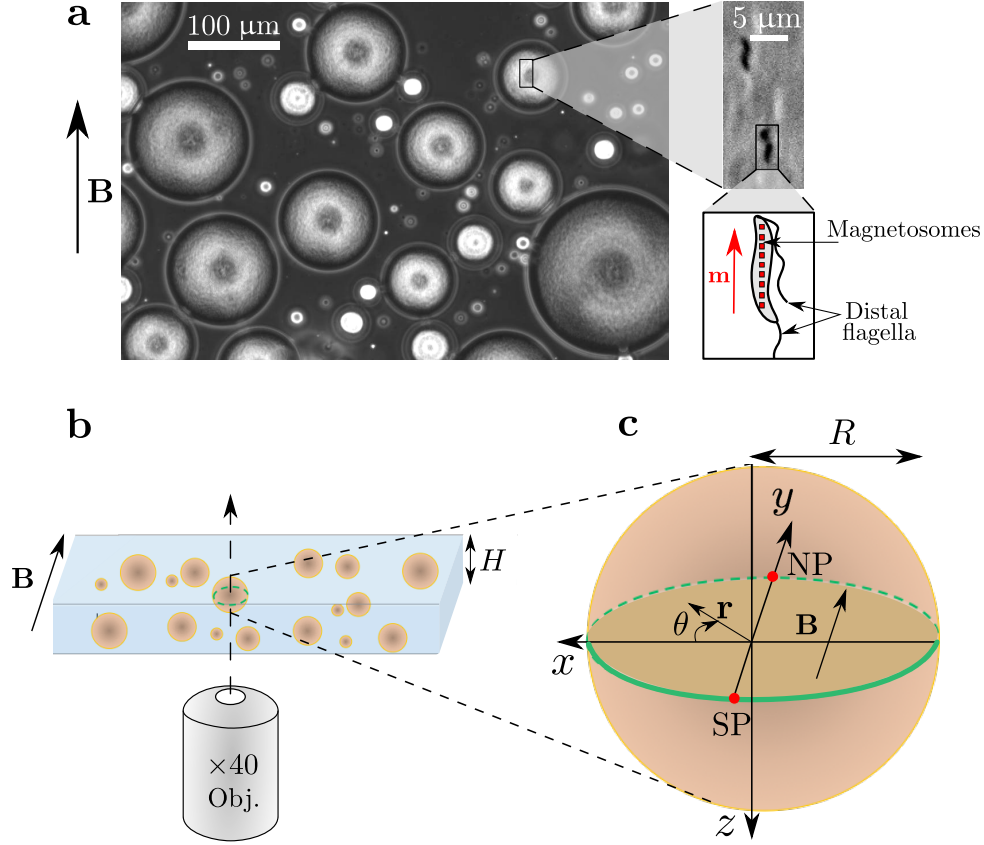 a
100 μm
5 μm
B
Magnetosomes
m
Distal
flagella
b
c
R
y
B
H
NP
r
θ
B
x
SP
×40
Obj.
z